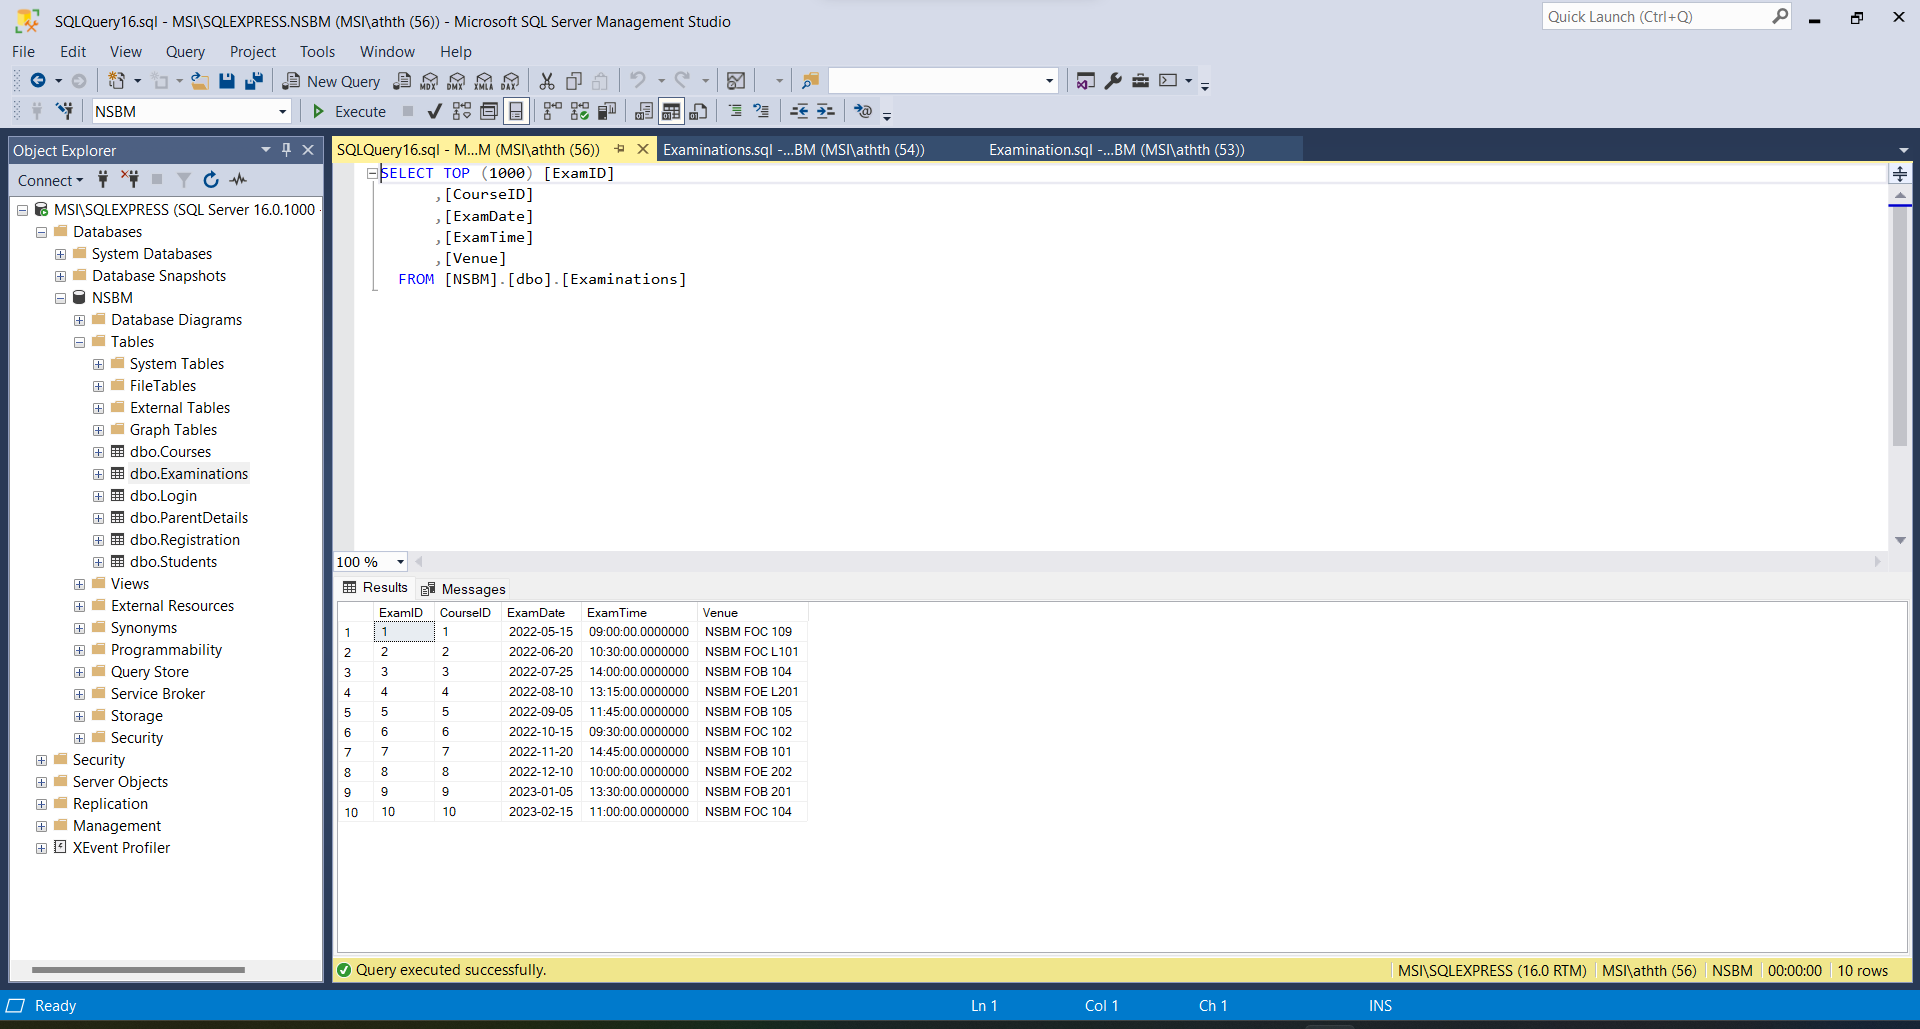 SQLQuery16.sql - MSI\SQLEXPRESS.NSBM (MSI\athth (56)) - Microsoft SQL Server Management Studio
Quick Launch (Ctrl+Q)
File Edit View Query Project Tools Window Help
New Query MDX DMX XMLA DAX
NSBM Execute
Object Explorer
Connect
MSI\SQLEXPRESS (SQL Server 16.0.1000 -
Databases
System Databases
Database Snapshots
NSBM
Database Diagrams
Tables
System Tables
FileTables
External Tables
Graph Tables
dbo.Courses
dbo.Examinations
dbo.Login
dbo.ParentDetails
dbo.Registration
dbo.Students
Views
External Resources
Synonyms
Programmability
Query Store
Service Broker
Storage
Security
Security
Server Objects
Replication
Management
XEvent Profiler
SQLQuery16.sql - M...M (MSI\athth (56)) Examinations.sql -...BM (MSI\athth (54)) Examination.sql -...BM (MSI\athth (53))
SELECT TOP (1000) [ExamID]
,[CourseID]
,[ExamDate]
,[ExamTime]
,[Venue]
FROM [NSBM].[dbo].[Examinations]
100 %
Results Messages
ExamID CourseID ExamDate ExamTime Venue
1 1 1 2022-05-15 09:00:00.0000000 NSBM FOC 109
2 2 2 2022-06-20 10:30:00.0000000 NSBM FOC L101
3 3 3 2022-07-25 14:00:00.0000000 NSBM FOB 104
4 4 4 2022-08-10 13:15:00.0000000 NSBM FOE L201
5 5 5 2022-09-05 11:45:00.0000000 NSBM FOB 105
6 6 6 2022-10-15 09:30:00.0000000 NSBM FOC 102
7 7 7 2022-11-20 14:45:00.0000000 NSBM FOB 101
8 8 8 2022-12-10 10:00:00.0000000 NSBM FOE 202
9 9 9 2023-01-05 13:30:00.0000000 NSBM FOB 201
10 10 10 2023-02-15 11:00:00.0000000 NSBM FOC 104
Query executed successfully. MSI\SQLEXPRESS (16.0 RTM) MSI\athth (56) NSBM 00:00:00 10 rows
Ready Ln 1 Col 1 Ch 1 INS